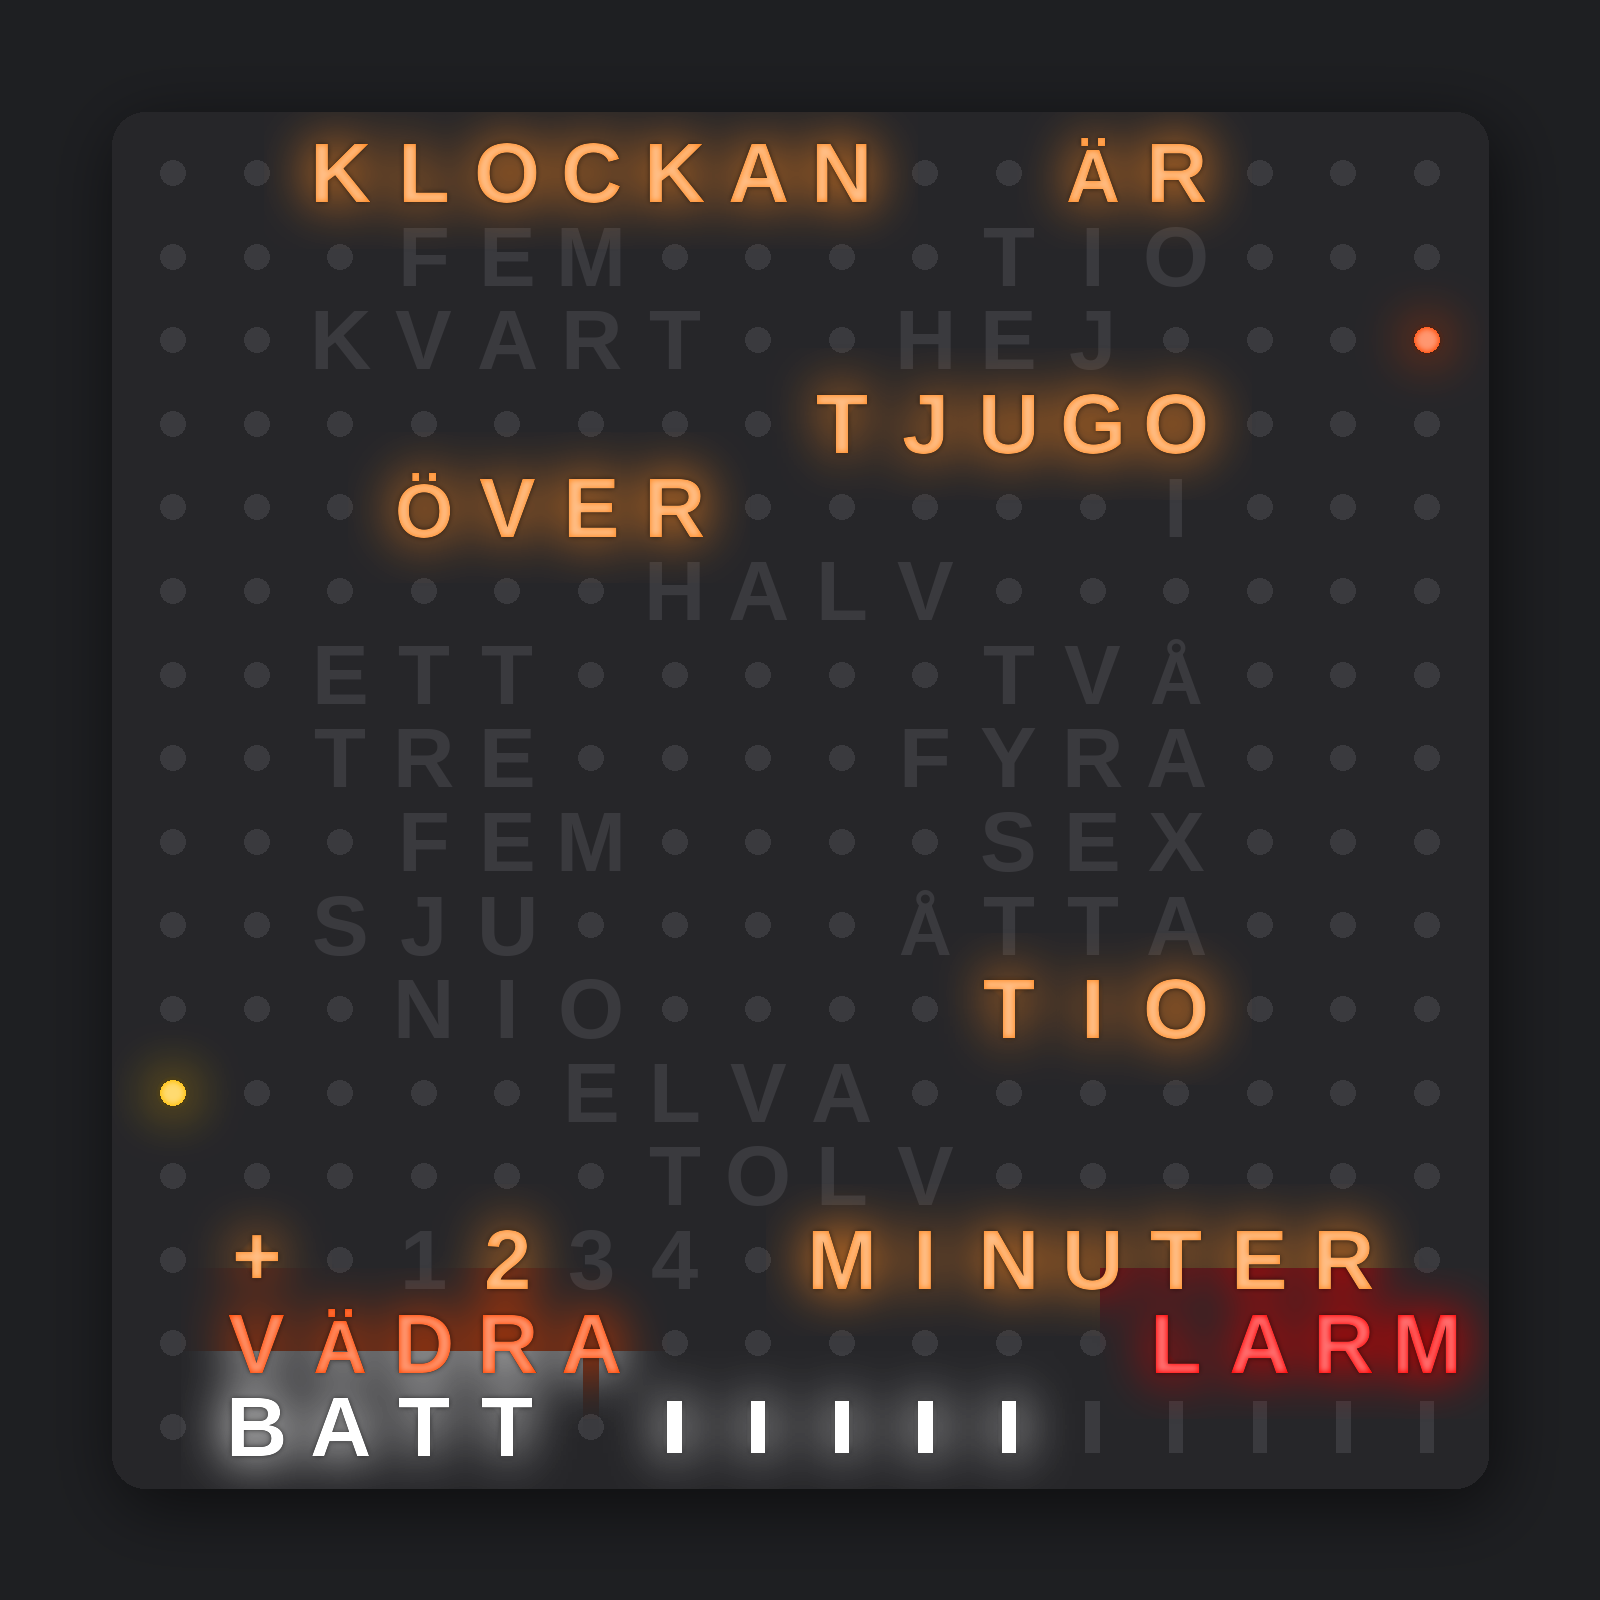 KLOCKAN ÄR
FEM TIO
KVART HEJ
TJUGO
ÖVER I
HALV
ETT TVÅ
TRE FYRA
FEM SEX
SJU ÅTTA
NIO TIO
ELVA
TOLV
+ 1 2 3 4 MINUTER
VÄDRA LARM
BATT I I I I I I I I I I